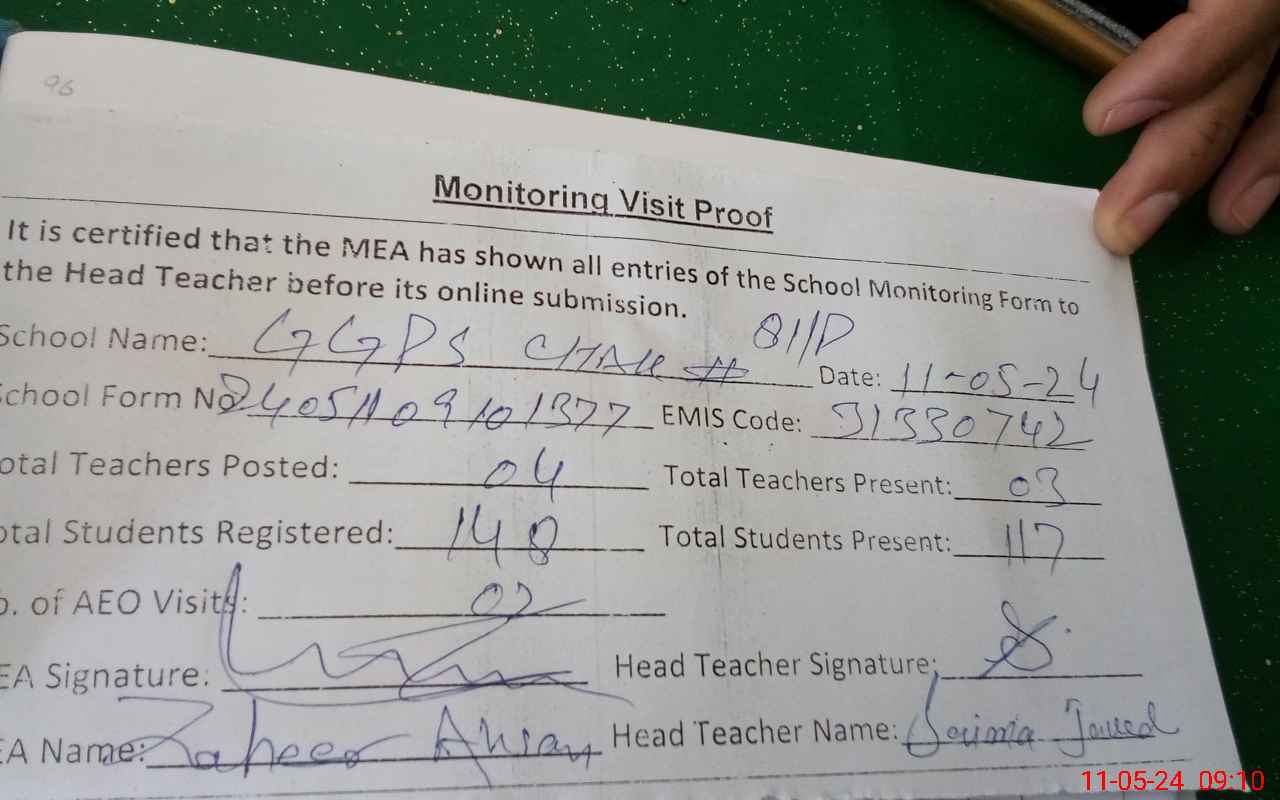 96
Monitoring Visit Proof
It is certified that the MEA has shown all entries of the School Monitoring Form to
the Head Teacher before its online submission.
School Name: GGPS CHAK # 81/P Date: 11-05-24
School Form No 24051109101377 EMIS Code: 31330742
otal Teachers Posted: 04 Total Teachers Present: 03
otal Students Registered: 148 Total Students Present: 117
o. of AEO Visits: 02
EA Signature: Head Teacher Signature:
EA Name: Zaheer Ahsan Head Teacher Name: Javed
11-05-24 09:10